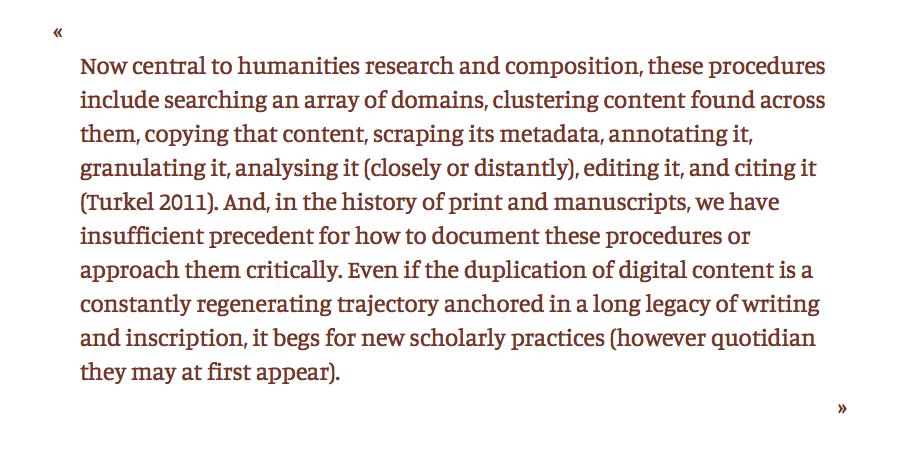 «
Now central to humanities research and composition, these procedures
include searching an array of domains, clustering content found across
them, copying that content, scraping its metadata, annotating it,
granulating it, analysing it (closely or distantly), editing it, and citing it
(Turkel 2011). And, in the history of print and manuscripts, we have
insufficient precedent for how to document these procedures or
approach them critically. Even if the duplication of digital content is a
constantly regenerating trajectory anchored in a long legacy of writing
and inscription, it begs for new scholarly practices (however quotidian
they may at first appear).
»